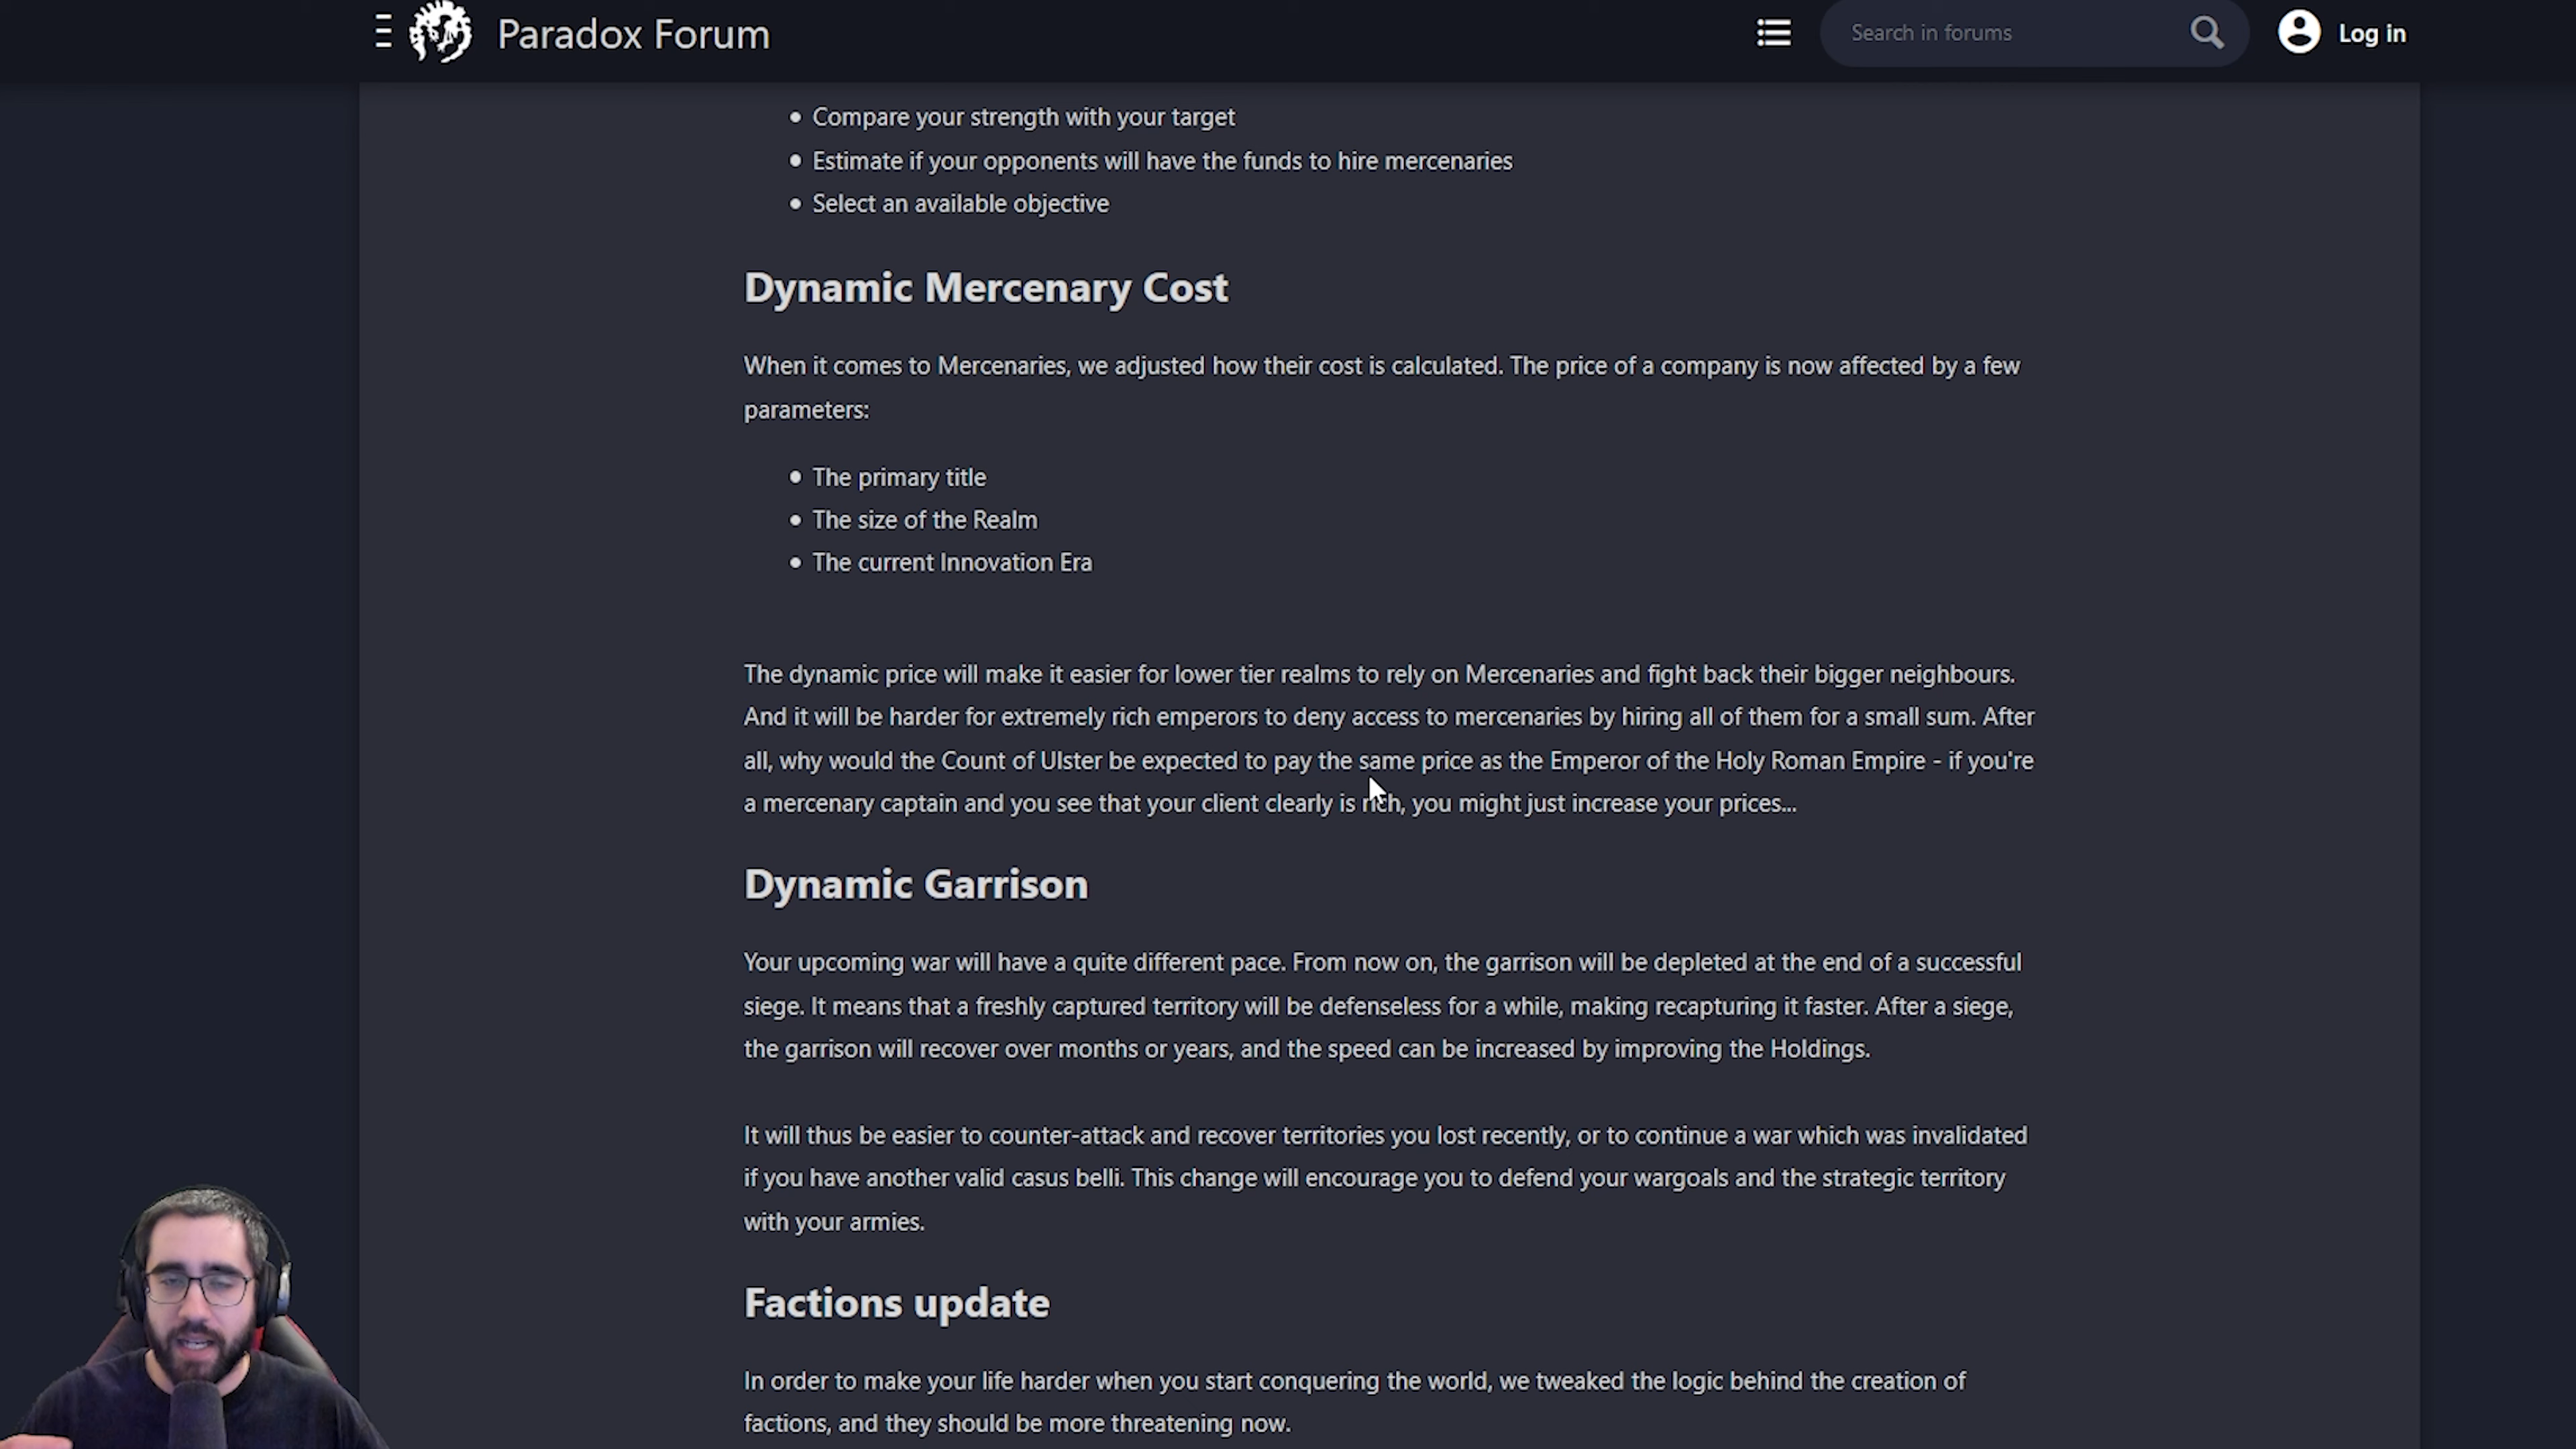 Paradox Forum
Search in forums
Log in
Compare your strength with your target
Estimate if your opponents will have the funds to hire mercenaries
Select an available objective
Dynamic Mercenary Cost
When it comes to Mercenaries, we adjusted how their cost is calculated. The price of a company is now affected by a few
parameters:
The primary title
The size of the Realm
The current Innovation Era
The dynamic price will make it easier for lower tier realms to rely on Mercenaries and fight back their bigger neighbours.
And it will be harder for extremely rich emperors to deny access to mercenaries by hiring all of them for a small sum. After
all, why would the Count of Ulster be expected to pay the same price as the Emperor of the Holy Roman Empire - if you're
a mercenary captain and you see that your client clearly is rich, you might just increase your prices...
Dynamic Garrison
Your upcoming war will have a quite different pace. From now on, the garrison will be depleted at the end of a successful
siege. It means that a freshly captured territory will be defenseless for a while, making recapturing it faster. After a siege,
the garrison will recover over months or years, and the speed can be increased by improving the Holdings.
It will thus be easier to counter-attack and recover territories you lost recently, or to continue a war which was invalidated
if you have another valid casus belli. This change will encourage you to defend your wargoals and the strategic territory
with your armies.
Factions update
In order to make your life harder when you start conquering the world, we tweaked the logic behind the creation of
factions, and they should be more threatening now.